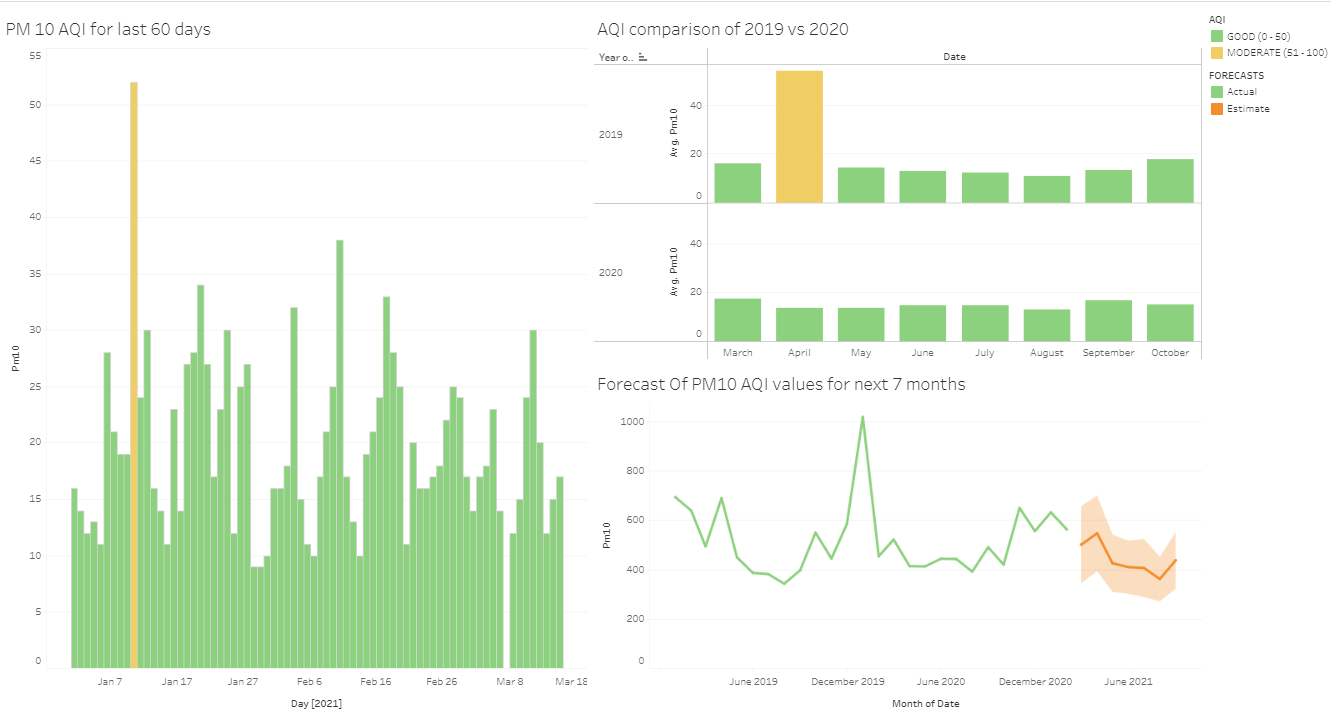 PM 10 AQI for last 60 days
55
50
45
40
35
30
25
20
15
10
5
0
Pm10
Jan 7 Jan 17 Jan 27 Feb 6 Feb 16 Feb 26 Mar 8 Mar 18
Day [2021]
AQI comparison of 2019 vs 2020
Year o..
Date
2019
Avg. Pm10
40
20
0
2020
Avg. Pm10
40
20
0
March April May June July August September October
Forecast Of PM10 AQI values for next 7 months
1000
800
600
400
200
0
Pm10
June 2019 December 2019 June 2020 December 2020 June 2021
Month of Date
AQI
GOOD (0 - 50)
MODERATE (51 - 100)
FORECASTS
Actual
Estimate